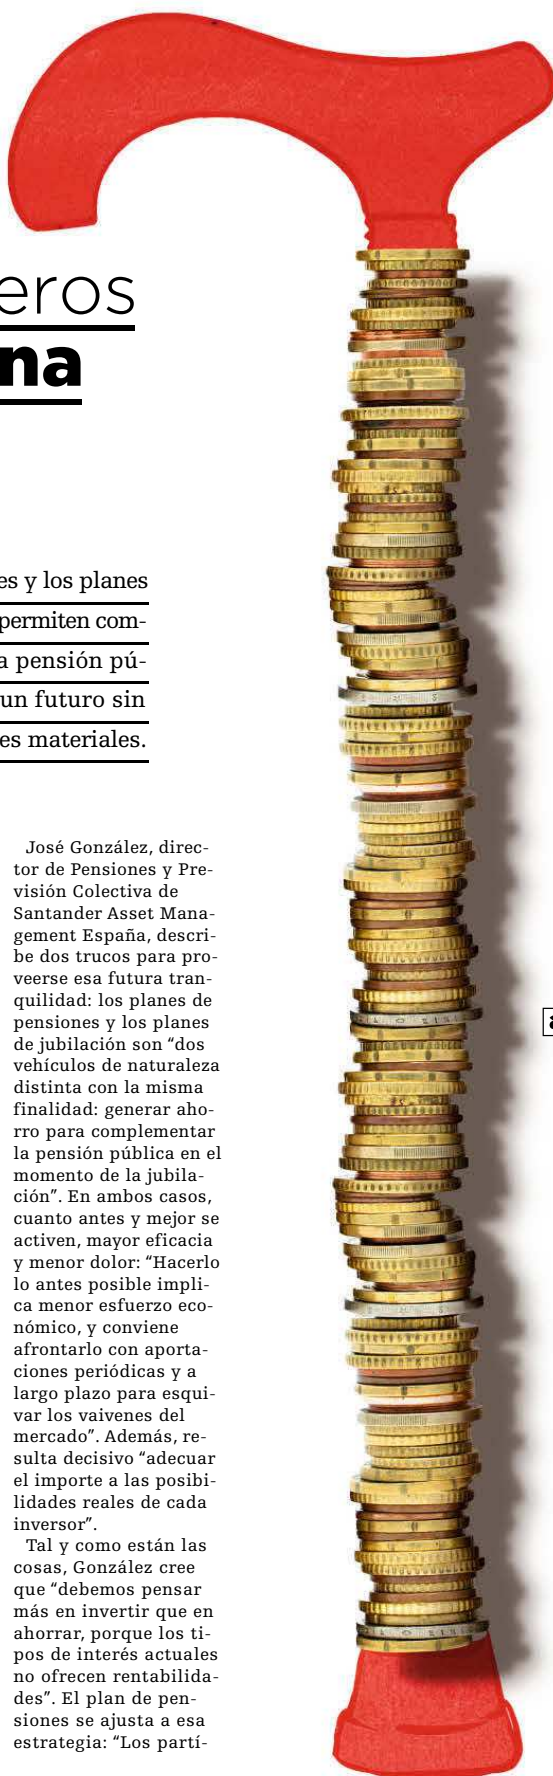 eros
na
es y los planes
permiten com-
a pensión pú-
un futuro sin
es materiales.
José González, direc-
tor de Pensiones y Pre-
visión Colectiva de
Santander Asset Mana-
gement España, descri-
be dos trucos para pro-
veerse esa futura tran-
quilidad: los planes de
pensiones y los planes
de jubilación son “dos
vehículos de naturaleza
distinta con la misma
finalidad: generar aho-
rro para complementar
la pensión pública en el
momento de la jubila-
ción”. En ambos casos,
cuanto antes y mejor se
activen, mayor eficacia
y menor dolor: “Hacerlo
lo antes posible impli-
ca menor esfuerzo eco-
nómico, y conviene
afrontarlo con aporta-
ciones periódicas y a
largo plazo para esqui-
var los vaivenes del
mercado”. Además, re-
sulta decisivo “adecuar
el importe a las posibi-
lidades reales de cada
inversor”.
Tal y como están las
cosas, González cree
que “debemos pensar
más en invertir que en
ahorrar, porque los ti-
pos de interés actuales
no ofrecen rentabilida-
des”. El plan de pen-
siones se ajusta a esa
estrategia: “Los partí-